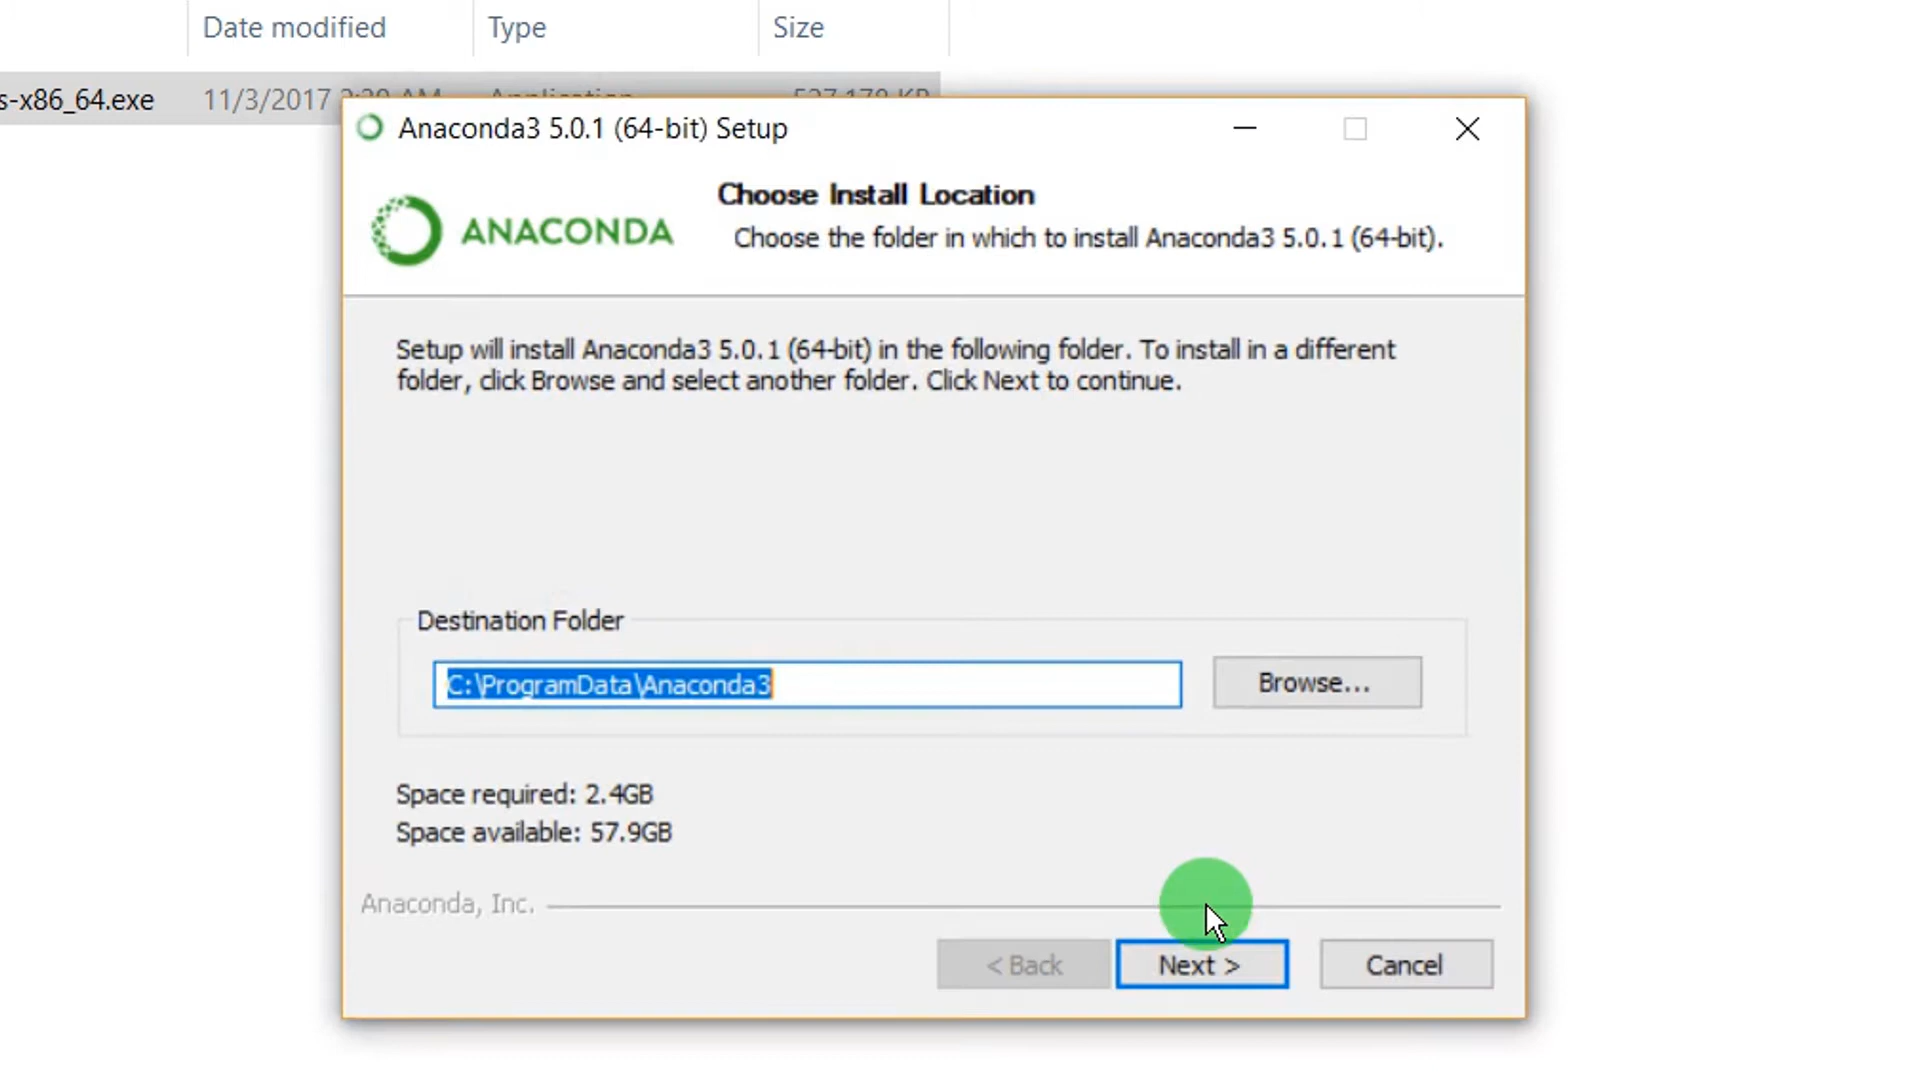 Date modified Type Size
s-x86_64.exe 11/3/2017
Anaconda3 5.0.1 (64-bit) Setup
ANACONDA
Choose Install Location
Choose the folder in which to install Anaconda3 5.0.1 (64-bit).
Setup will install Anaconda3 5.0.1 (64-bit) in the following folder. To install in a different
folder, click Browse and select another folder. Click Next to continue.
Destination Folder
C:\ProgramData\Anaconda3 Browse...
Space required: 2.4GB
Space available: 57.9GB
Anaconda, Inc.
< Back Next > Cancel